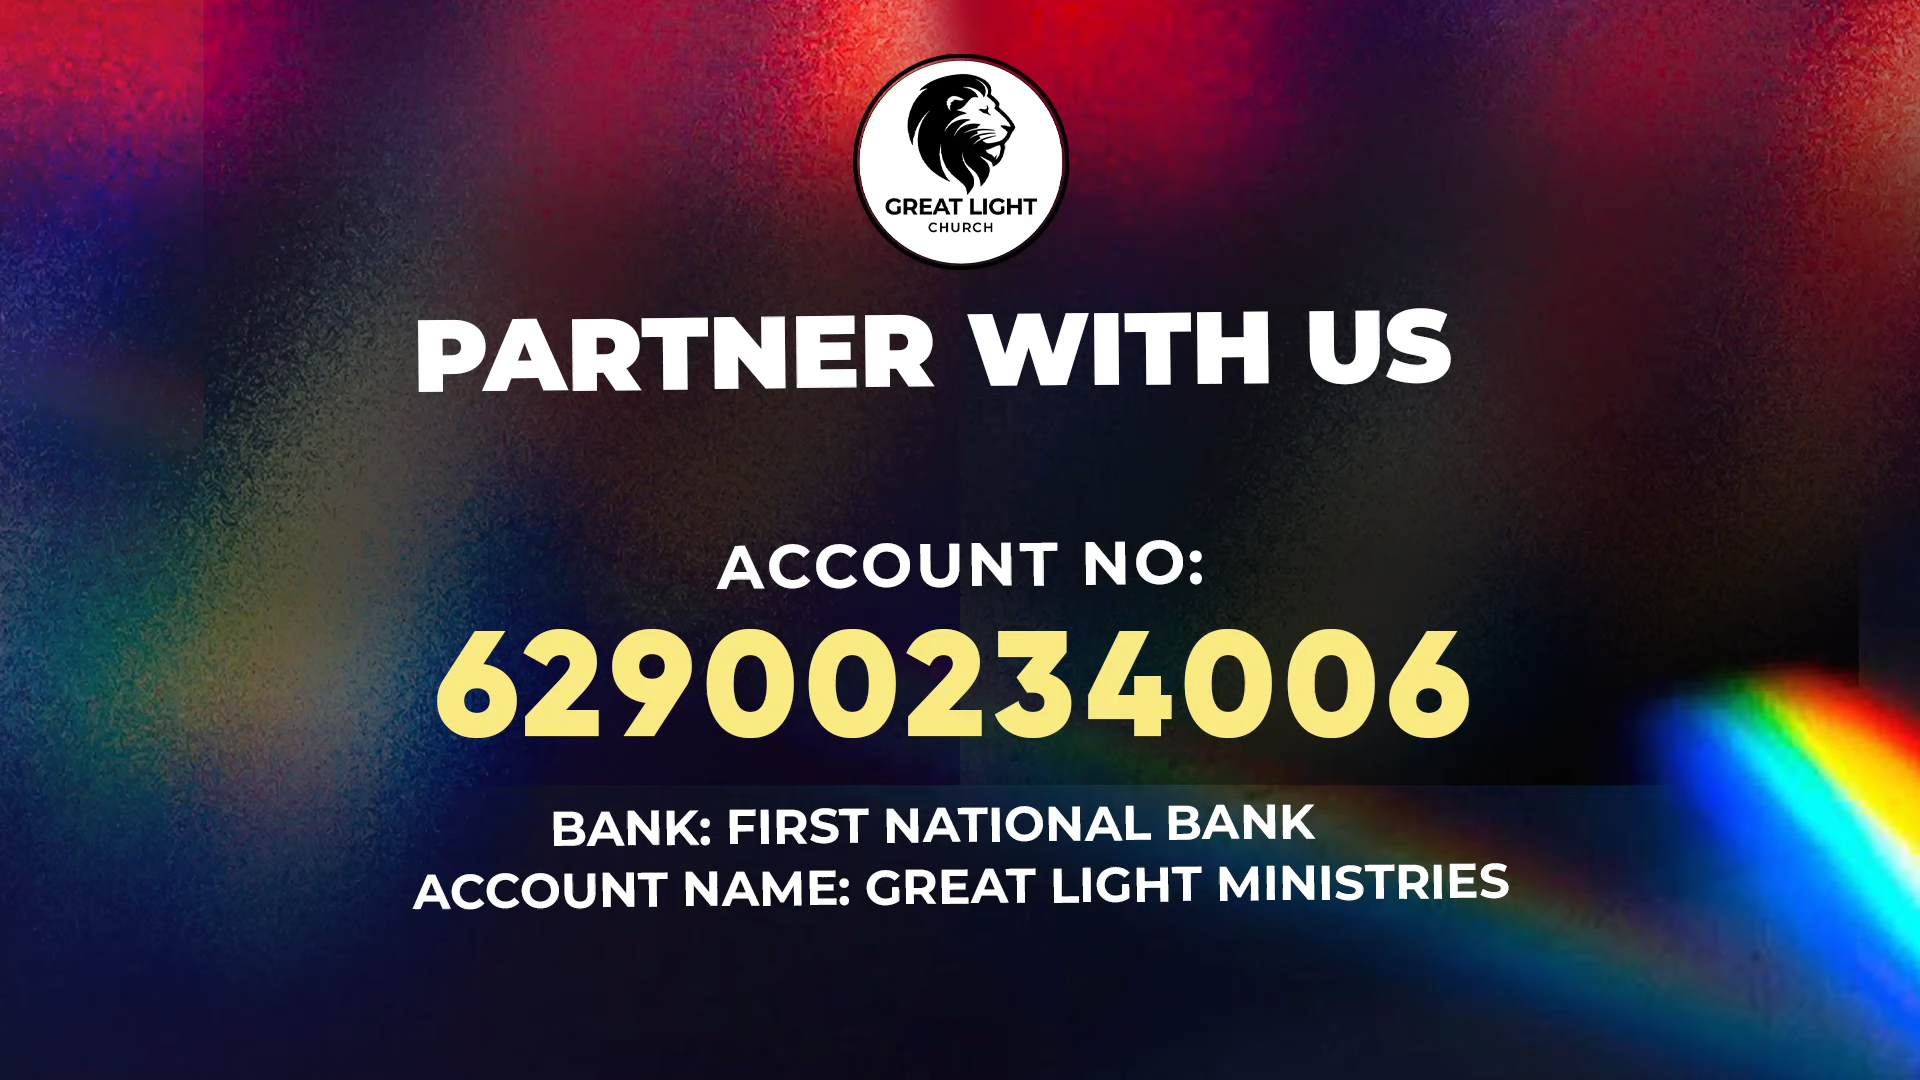 GREAT LIGHT
CHURCH
PARTNER WITH US
ACCOUNT NO:
62900234006
BANK: FIRST NATIONAL BANK
ACCOUNT NAME: GREAT LIGHT MINISTRIES